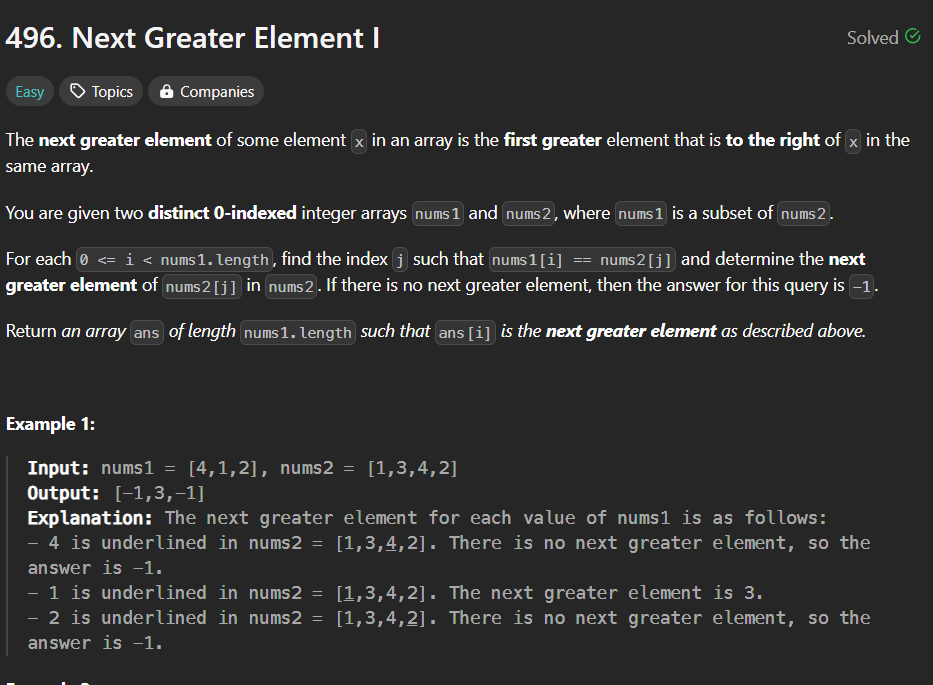 496. Next Greater Element I
Solved
Easy
Topics
Companies
The next greater element of some element x in an array is the first greater element that is to the right of x in the
same array.
You are given two distinct 0-indexed integer arrays nums1 and nums2, where nums1 is a subset of nums2.
For each 0 <= i < nums1.length, find the index j such that nums1[i] == nums2[j] and determine the next
greater element of nums2[j] in nums2. If there is no next greater element, then the answer for this query is -1.
Return an array ans of length nums1.length such that ans[i] is the next greater element as described above.
Example 1:
Input: nums1 = [4,1,2], nums2 = [1,3,4,2]
Output: [-1,3,-1]
Explanation: The next greater element for each value of nums1 is as follows:
- 4 is underlined in nums2 = [1,3,4,2]. There is no next greater element, so the
answer is -1.
- 1 is underlined in nums2 = [1,3,4,2]. The next greater element is 3.
- 2 is underlined in nums2 = [1,3,4,2]. There is no next greater element, so the
answer is -1.